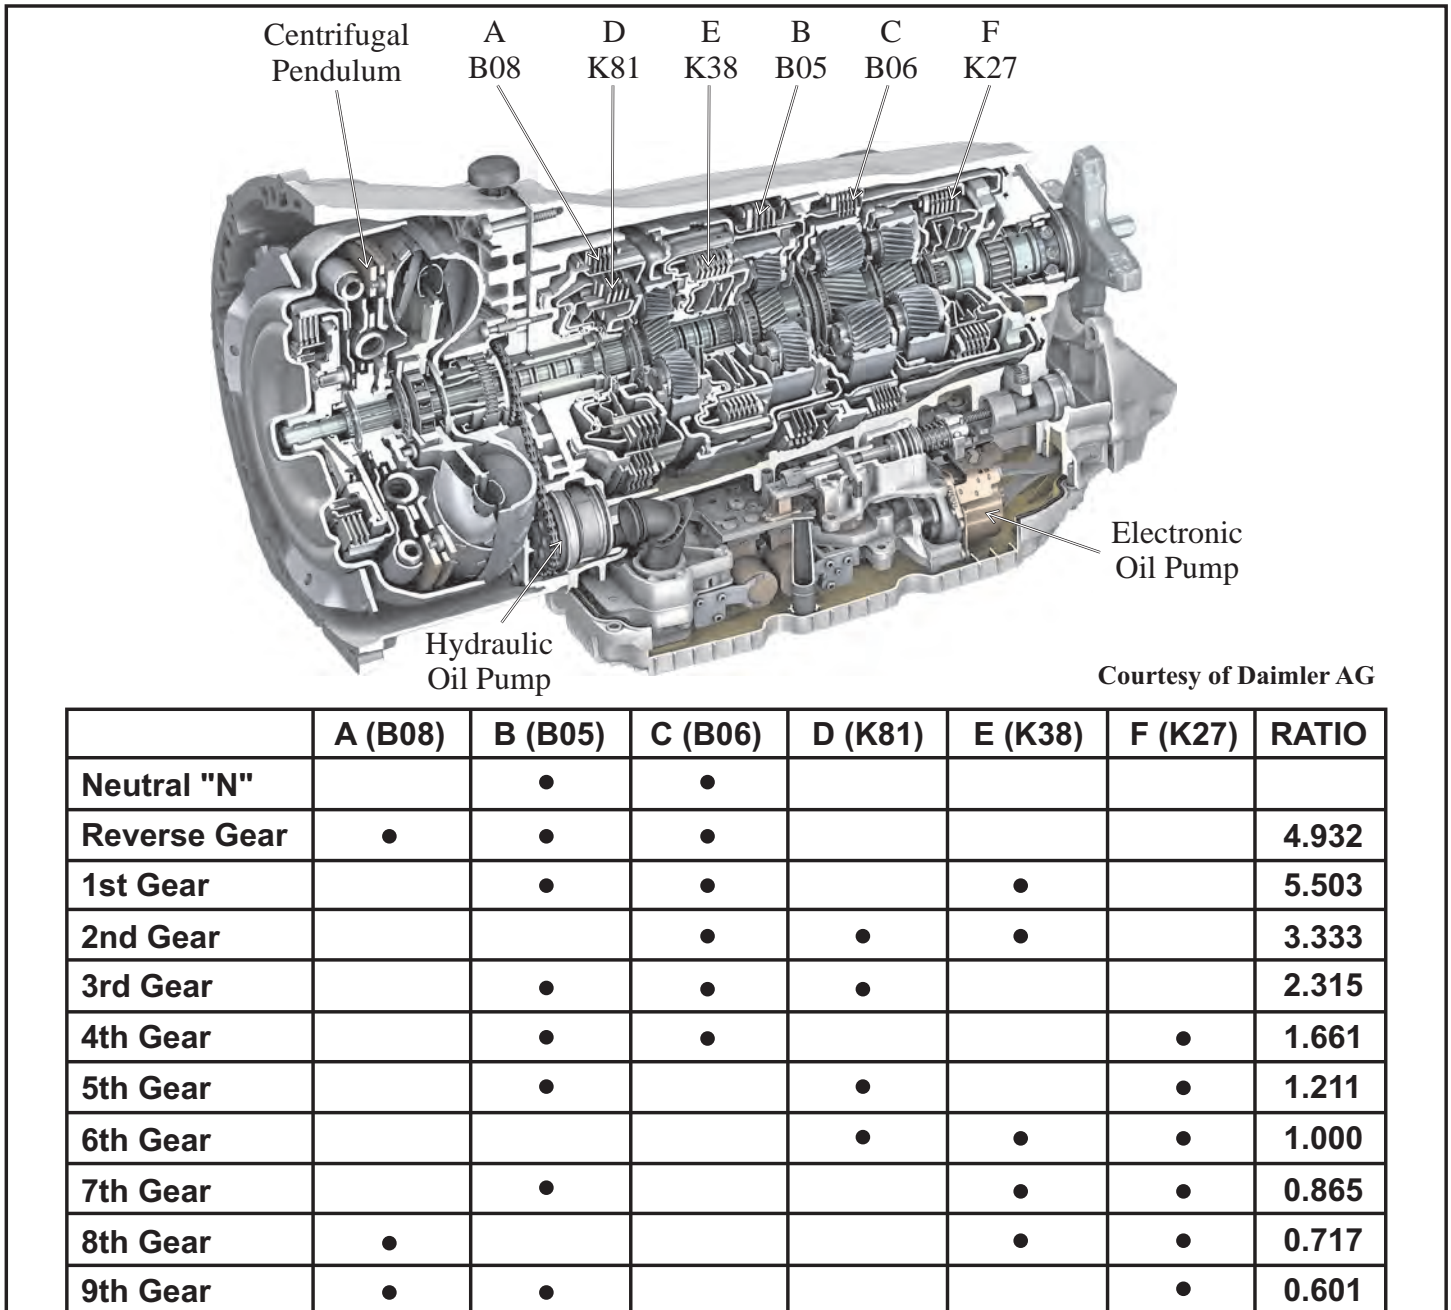 Centrifugal
Pendulum
A
B08
D
K81
E
K38
B
B05
C
B06
F
K27
Electronic
Oil Pump
Hydraulic
Oil Pump
Courtesy of Daimler AG
A (B08) B (B05) C (B06) D (K81) E (K38) F (K27) RATIO
Neutral "N" ● ●
Reverse Gear ● ● ● 4.932
1st Gear ● ● ● 5.503
2nd Gear ● ● ● 3.333
3rd Gear ● ● ● 2.315
4th Gear ● ● ● 1.661
5th Gear ● ● ● 1.211
6th Gear ● ● ● 1.000
7th Gear ● ● ● 0.865
8th Gear ● ● ● 0.717
9th Gear ● ● ● 0.601